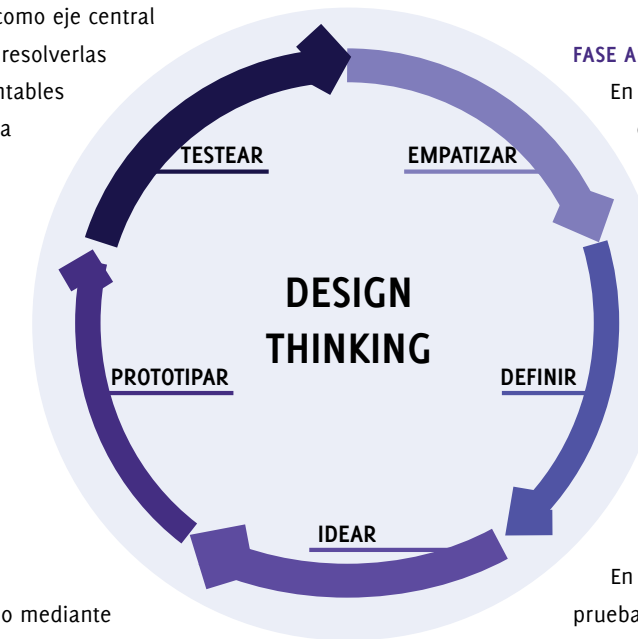 como eje central
resolverlas
ntables
a
FASE A
En
TESTEAR
EMPATIZAR
DESIGN
THINKING
PROTOTIPAR
DEFINIR
IDEAR
o mediante
En
prueba